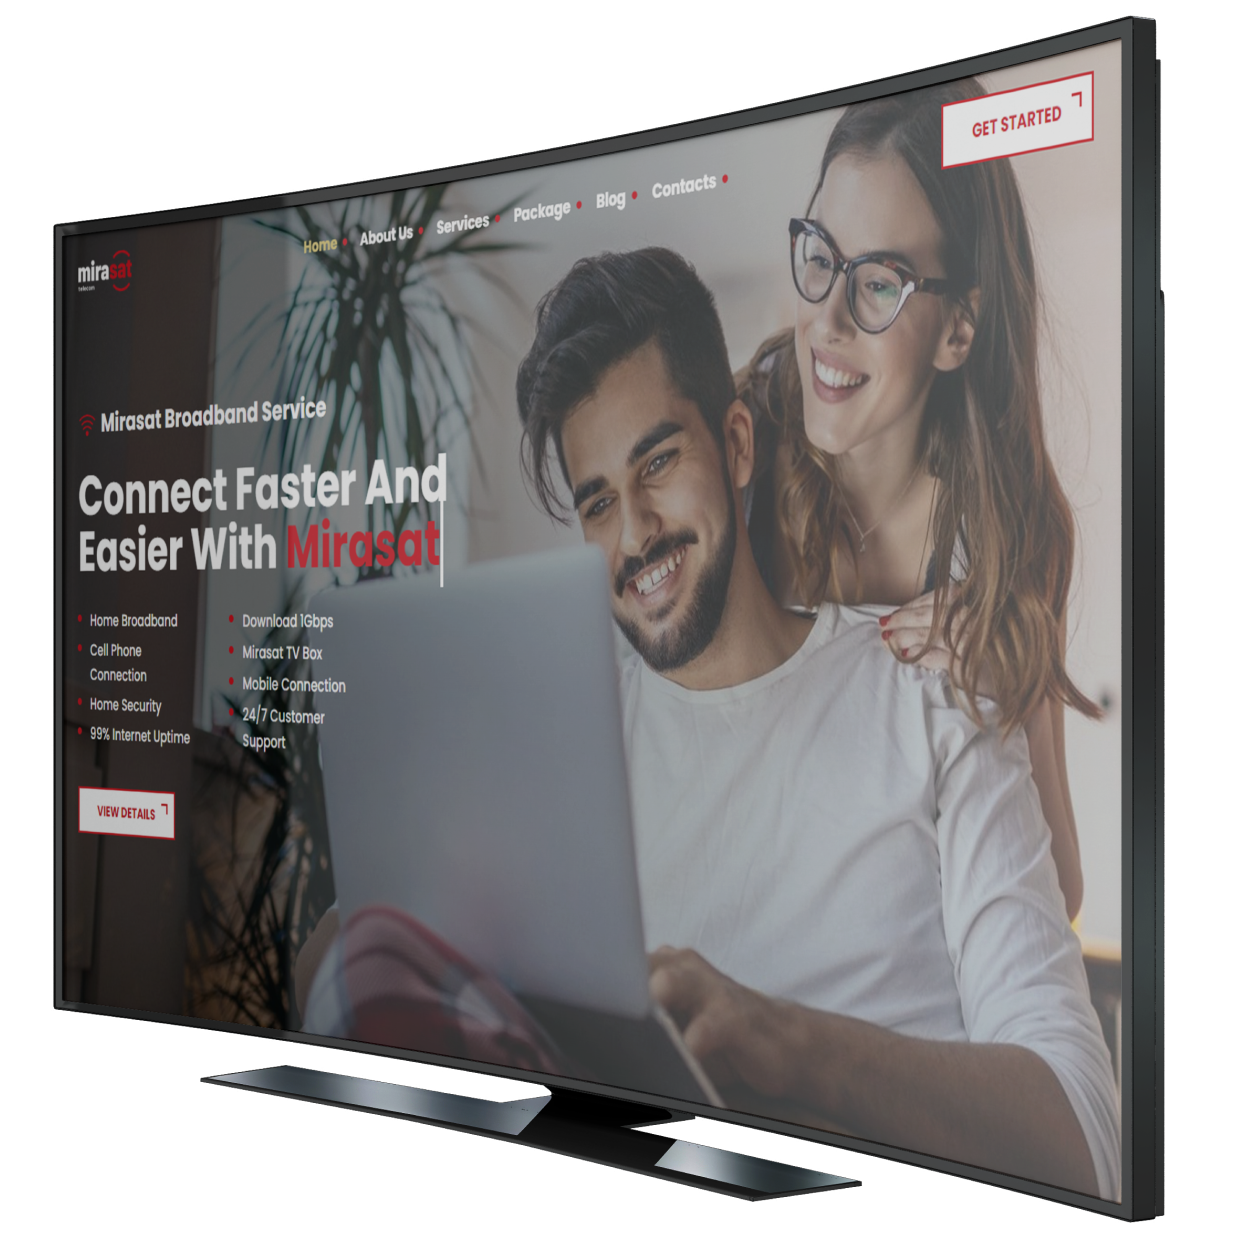 GET STARTED
Home About Us Services Package Blog Contacts
mirasat
telecom
Mirasat Broadband Service
Connect Faster And
Easier With Mirasat
Home Broadband
Cell Phone
Connection
Home Security
99% Internet Uptime
Download 1Gbps
Mirasat TV Box
Mobile Connection
24/7 Customer
Support
VIEW DETAILS